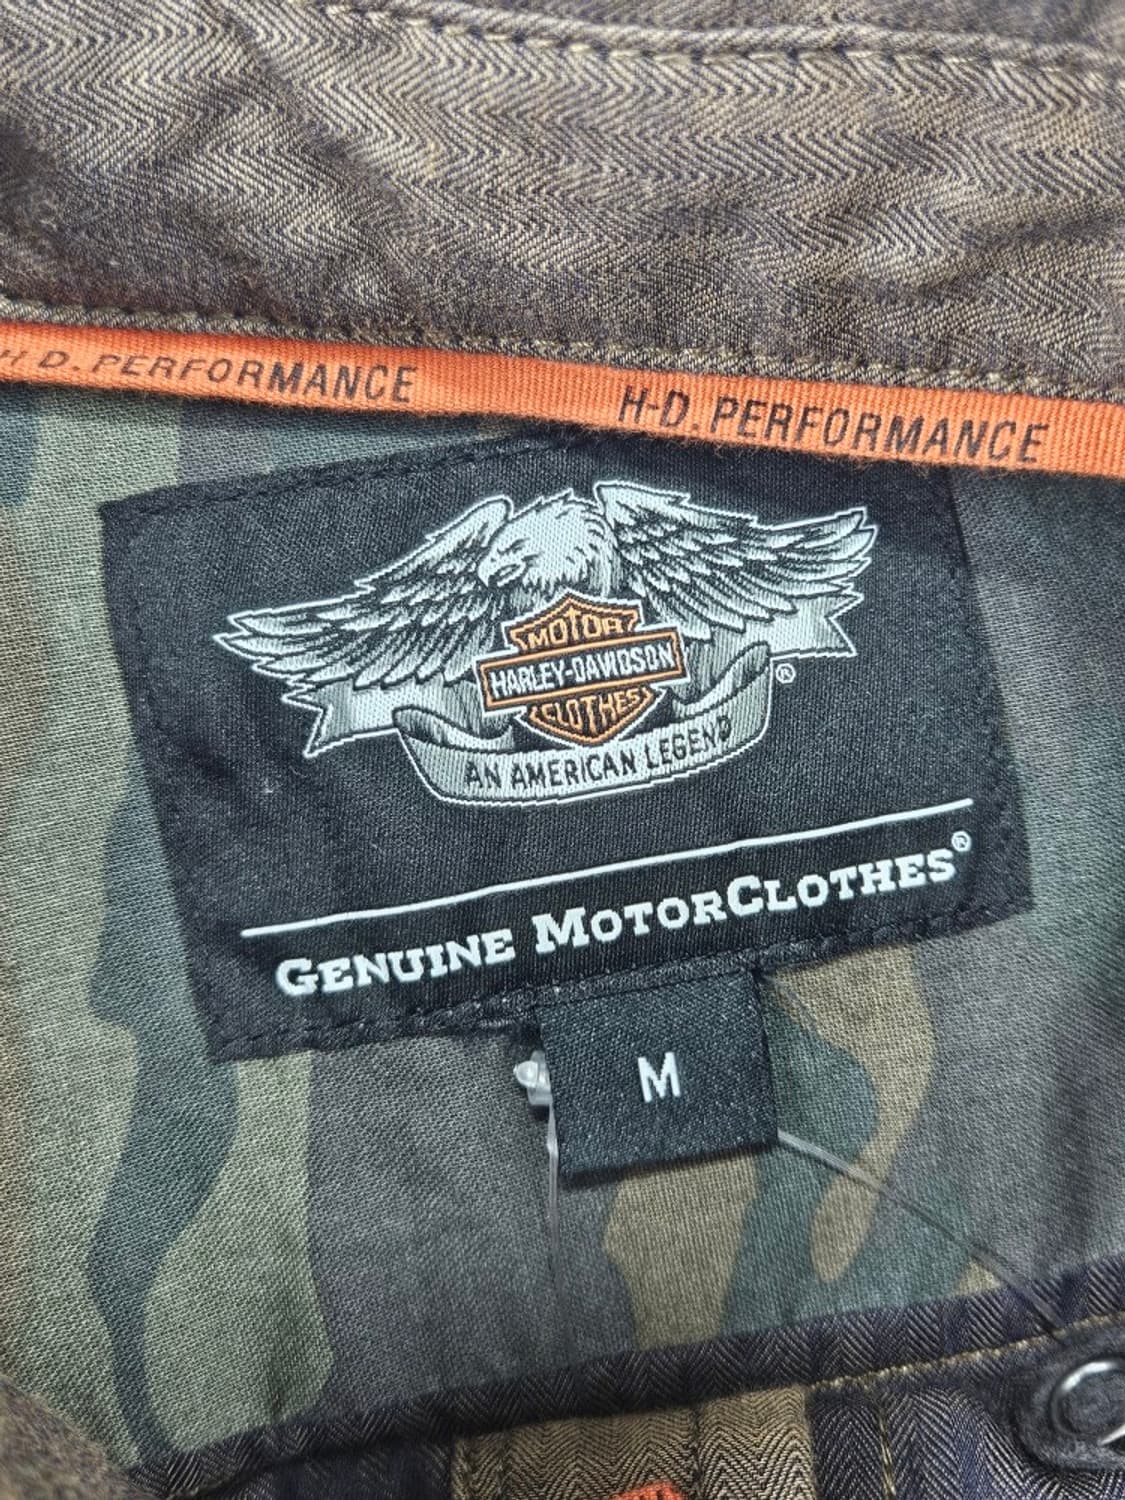 H-D. PERFORMANCE H-D. PERFORMANCE
MOTOR
HARLEY-DAVIDSON
CLOTHES
®
AN AMERICAN LEGEND
GENUINE MOTORCLOTHES®
M